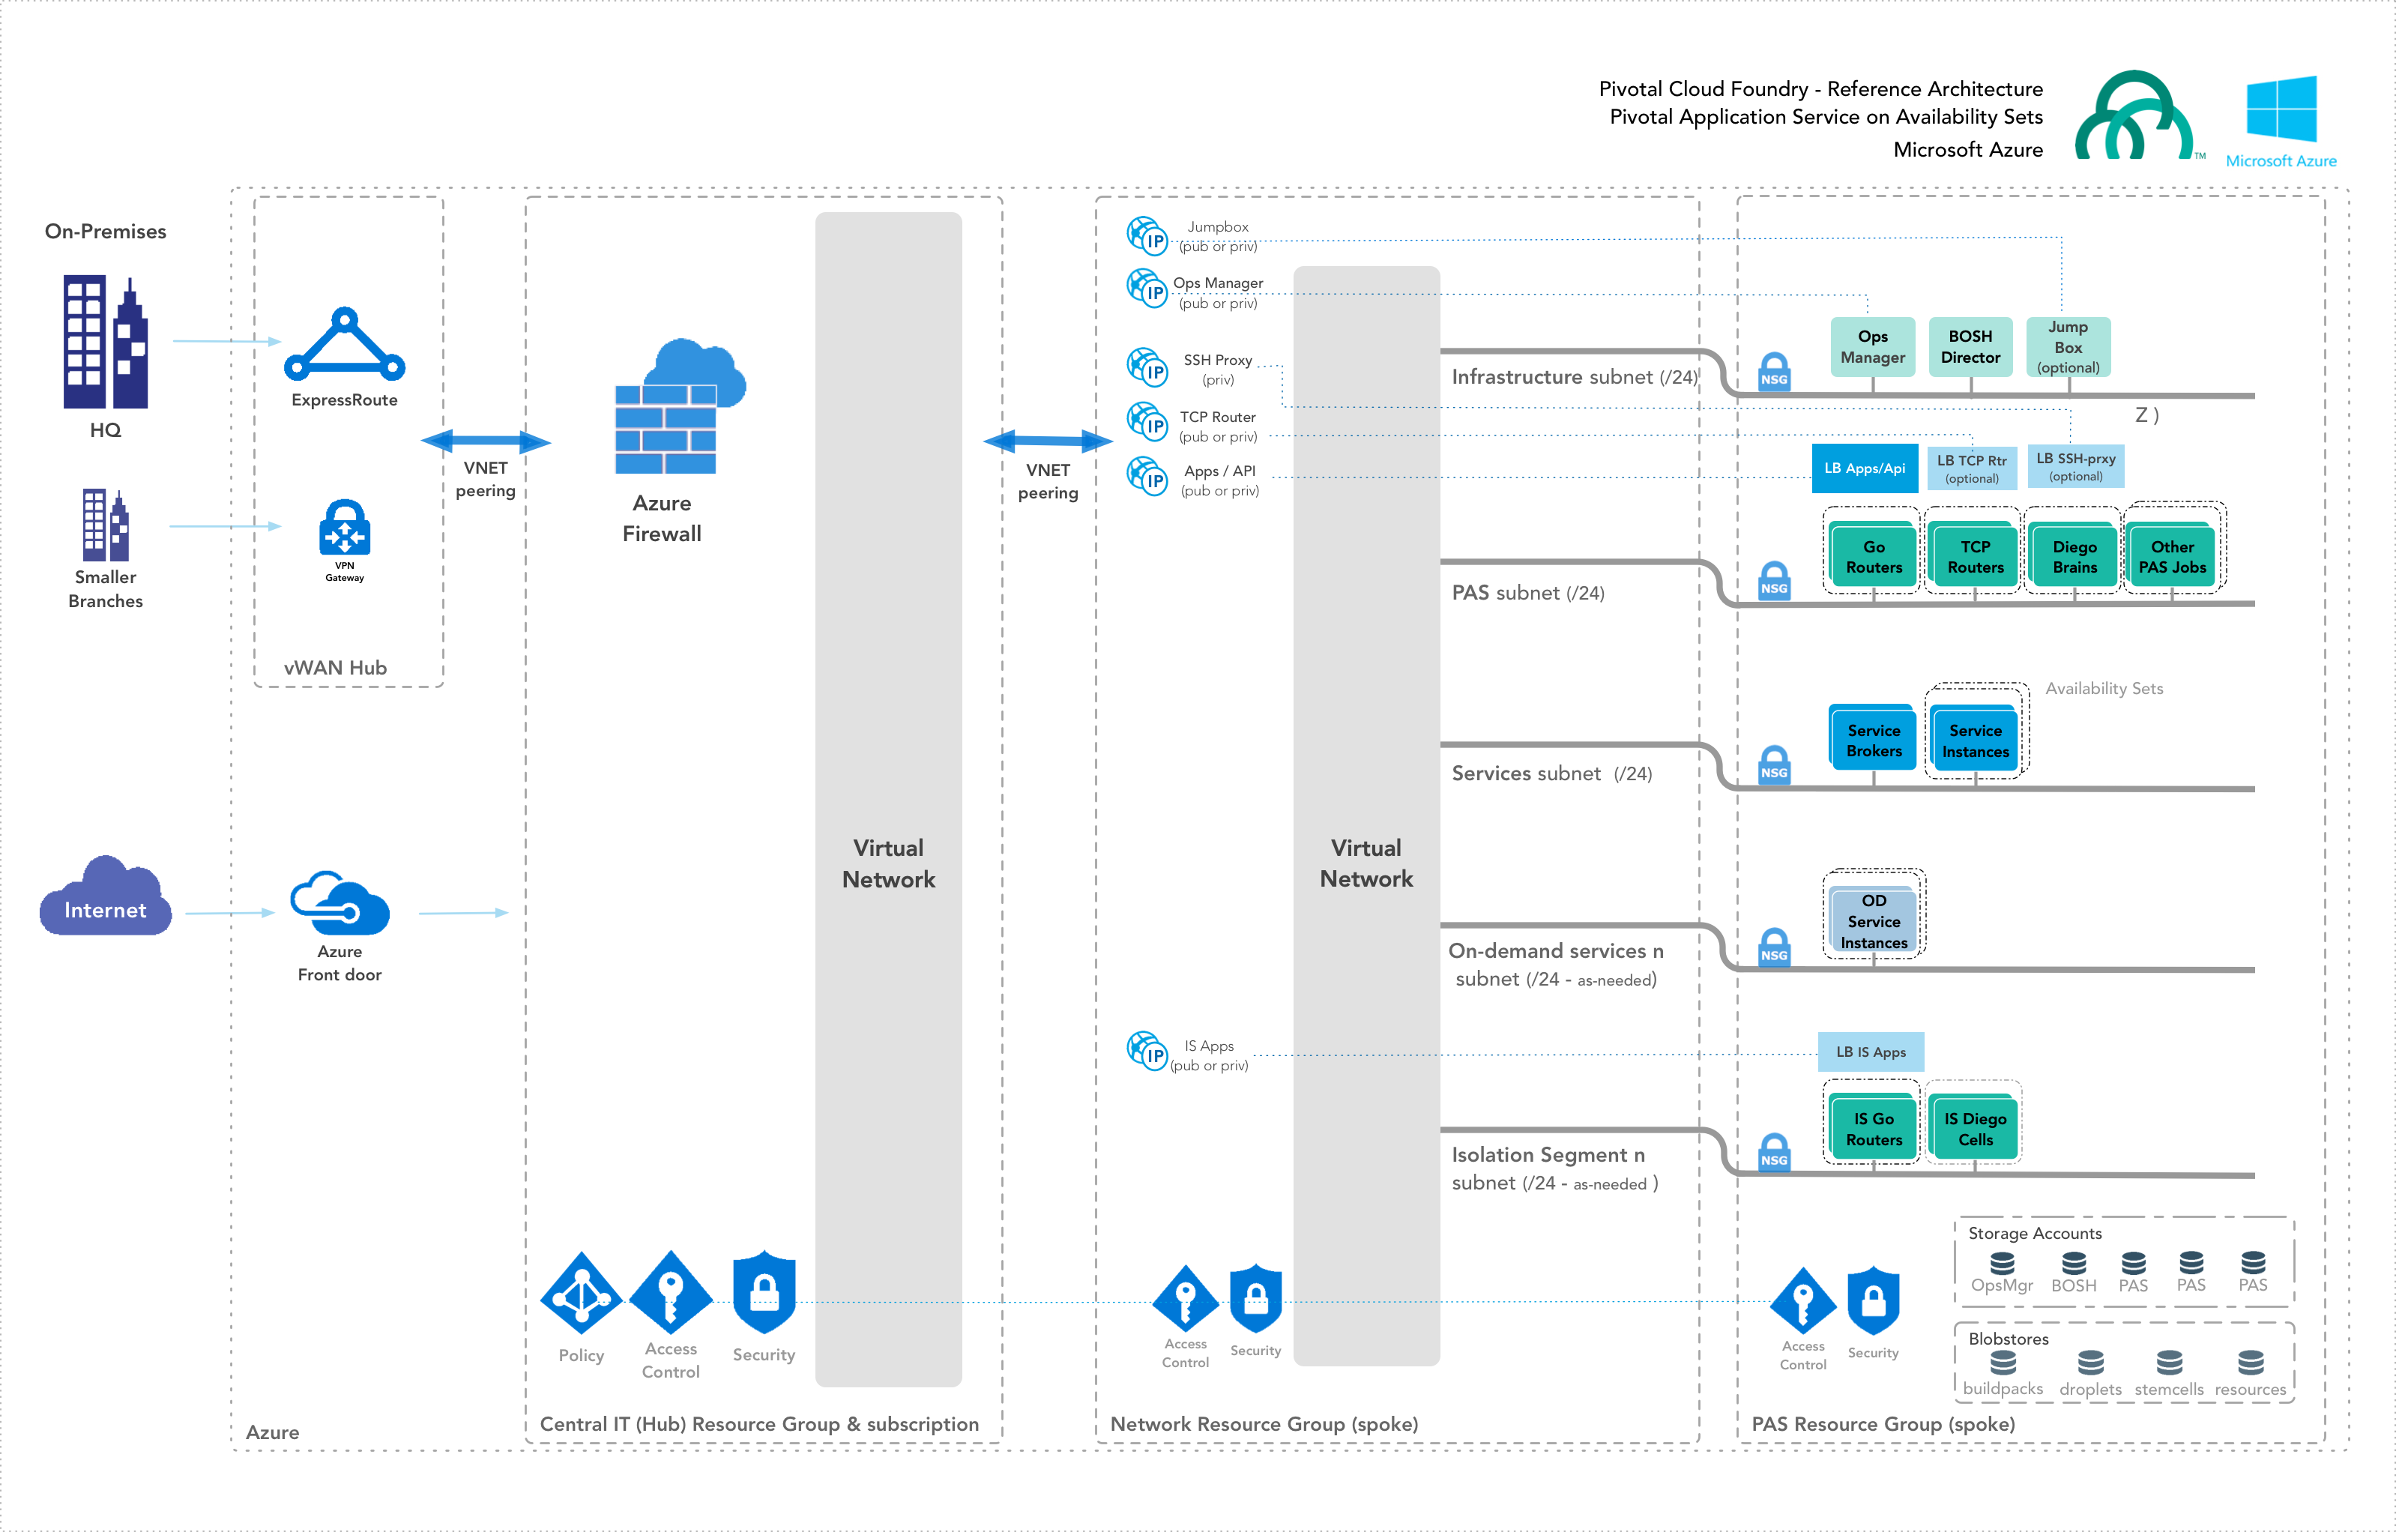 Pivotal Cloud Foundry - Reference Architecture
Pivotal Application Service on Availability Sets
Microsoft Azure
TM
Microsoft Azure
On-Premises
HQ
Smaller
Branches
Internet
ExpressRoute
VPN
Gateway
vWAN Hub
Azure
Front door
Azure
VNET
peering
Azure
Firewall
Virtual
Network
Policy
Access
Control
Security
Central IT (Hub) Resource Group & subscription
VNET
peering
IP
Jumpbox
(pub or priv)
IP
Ops Manager
(pub or priv)
IP
SSH Proxy
(priv)
IP
TCP Router
(pub or priv)
IP
Apps / API
(pub or priv)
IP
IS Apps
(pub or priv)
Virtual
Network
Infrastructure subnet (/24)
PAS subnet (/24)
Services subnet (/24)
On-demand services n
subnet (/24 - as-needed)
Isolation Segment n
subnet (/24 - as-needed )
Access
Control
Security
Network Resource Group (spoke)
NSG
Ops
Manager
BOSH
Director
Jump
Box
(optional)
Z )
LB Apps/Api
LB TCP Rtr
(optional)
LB SSH-prxy
(optional)
NSG
Go
Routers
TCP
Routers
Diego
Brains
Other
PAS Jobs
Availability Sets
NSG
Service
Brokers
Service
Instances
NSG
OD
Service
Instances
LB IS Apps
NSG
IS Go
Routers
IS Diego
Cells
Access
Control
Security
Storage Accounts
OpsMgr BOSH PAS PAS PAS
Blobstores
buildpacks droplets stemcells resources
PAS Resource Group (spoke)